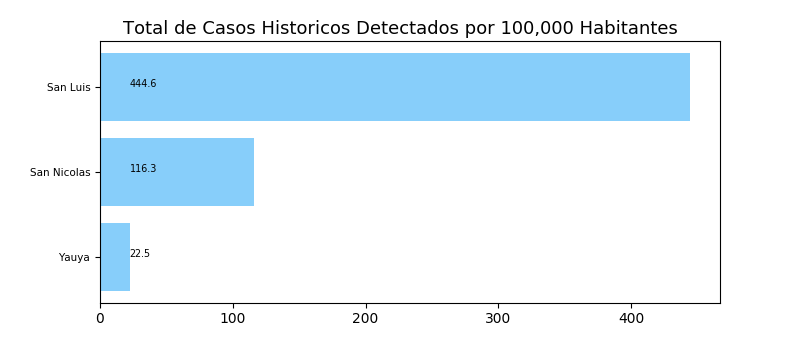 Total de Casos Historicos Detectados por 100,000 Habitantes
San Luis 444.6
San Nicolas 116.3
Yauya 22.5
0 100 200 300 400